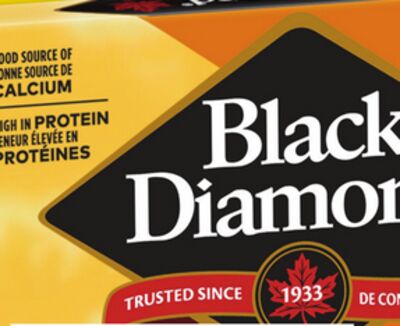 OOD SOURCE OF
ONNE SOURCE DE
CALCIUM
IGH IN PROTEIN
ENEUR ÉLEVÉE EN
PROTÉINES
Black
Diamon
TRUSTED SINCE 1933 DE CON